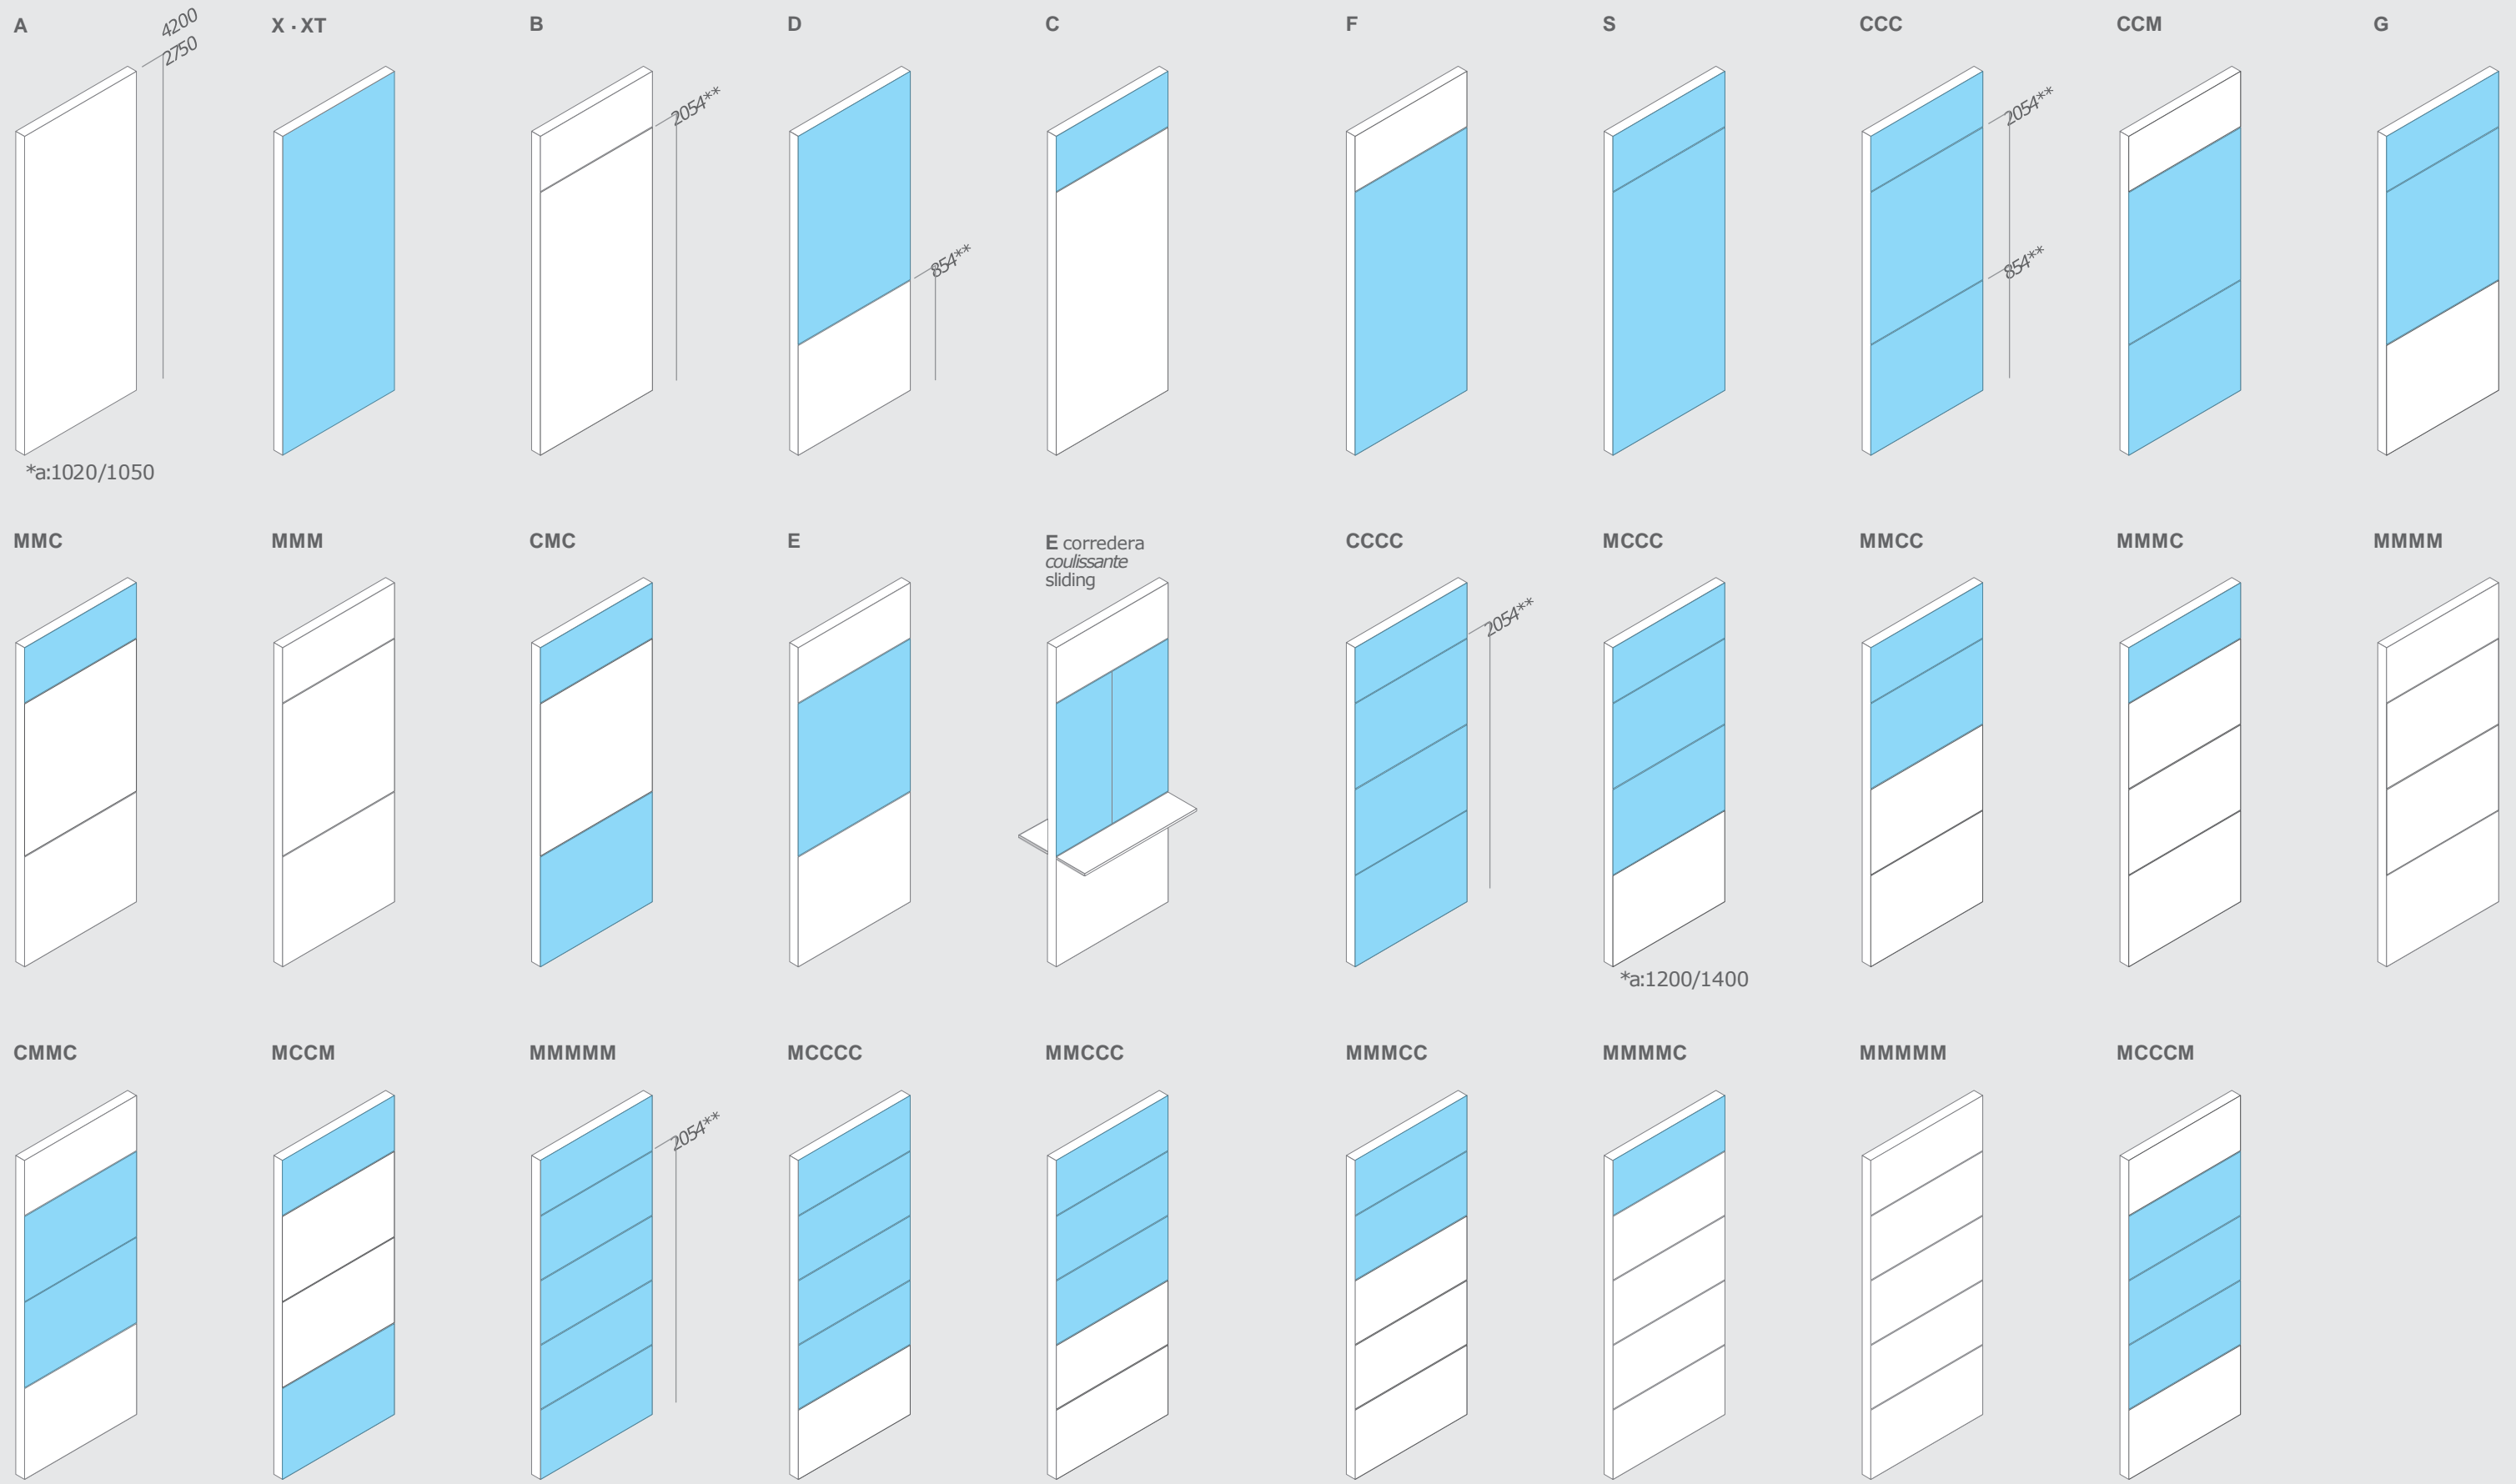 A
X · XT
B
D
C
F
S
CCC
CCM
G
4200
2750
2054**
854**
2054**
854**
*a:1020/1050
MMC
MMM
CMC
E
E corredera
coulissante
sliding
CCCC
MCCC
MMCC
MMMC
MMMM
2054**
*a:1200/1400
CMMC
MCCM
MMMMM
MCCCC
MMCCC
MMMCC
MMMMC
MMMMM
MCCCM
2054**